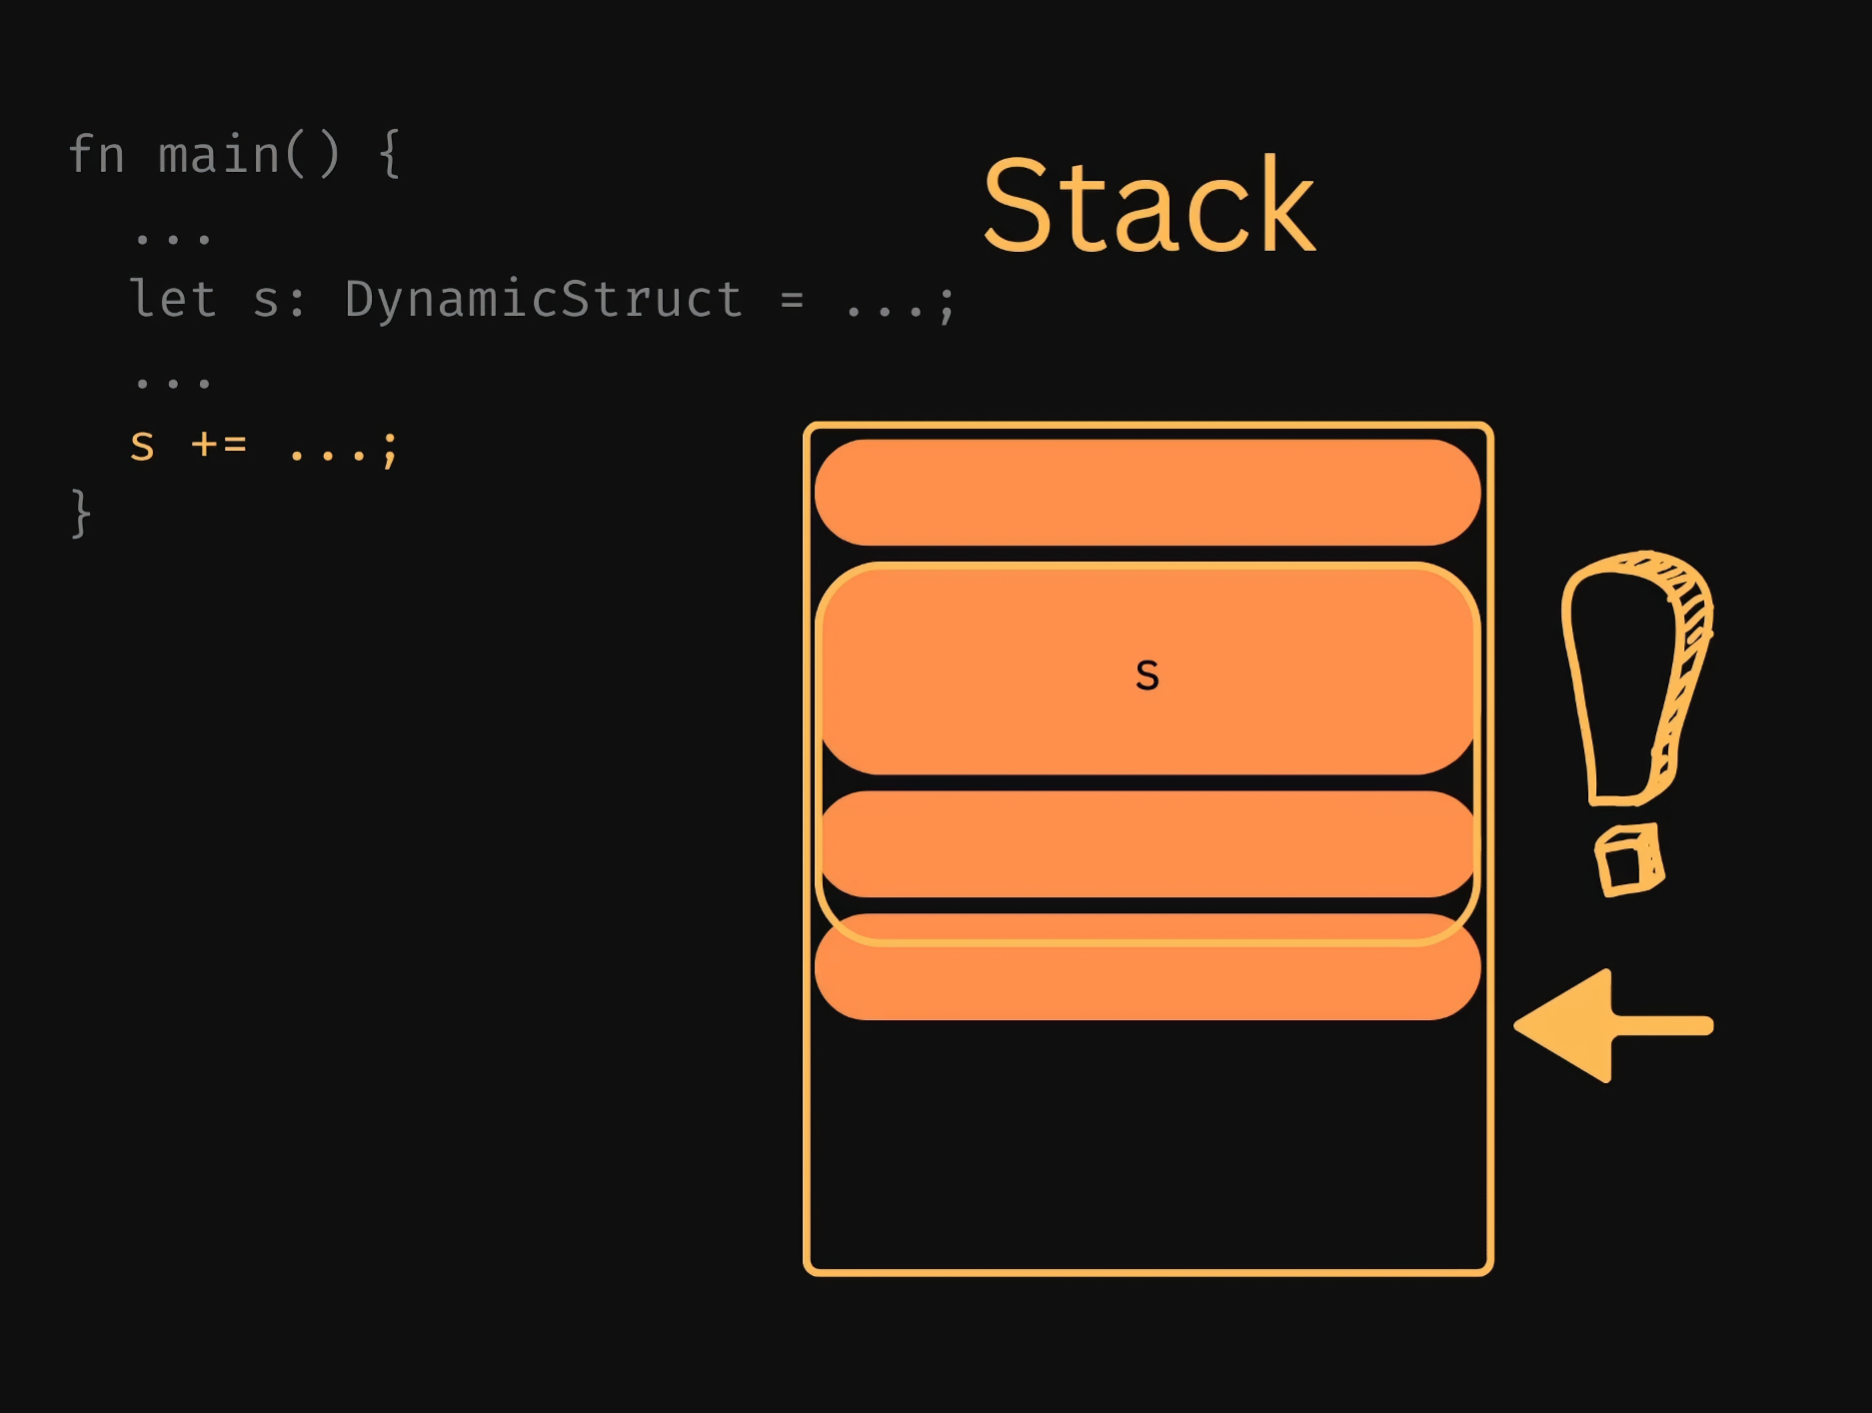 fn main() {
...
let s: DynamicStruct = ...;
...
s += ...;
}
Stack
s